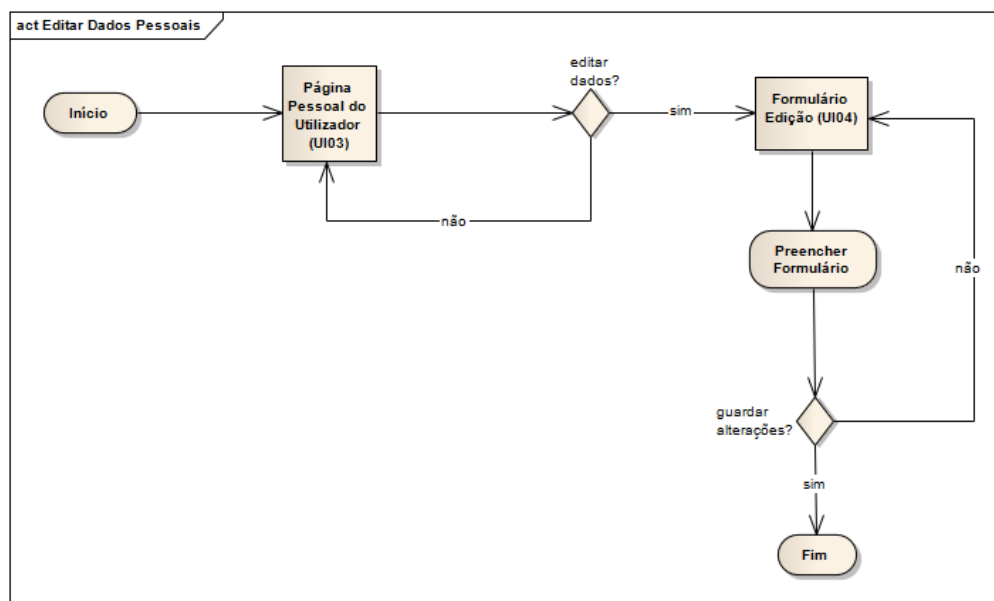 act Editar Dados Pessoais
Início
Página
Pessoal do
Utilizador
(UI03)
editar
dados?
sim
Formulário
Edição (UI04)
não
Preencher
Formulário
não
guardar
alterações?
sim
Fim